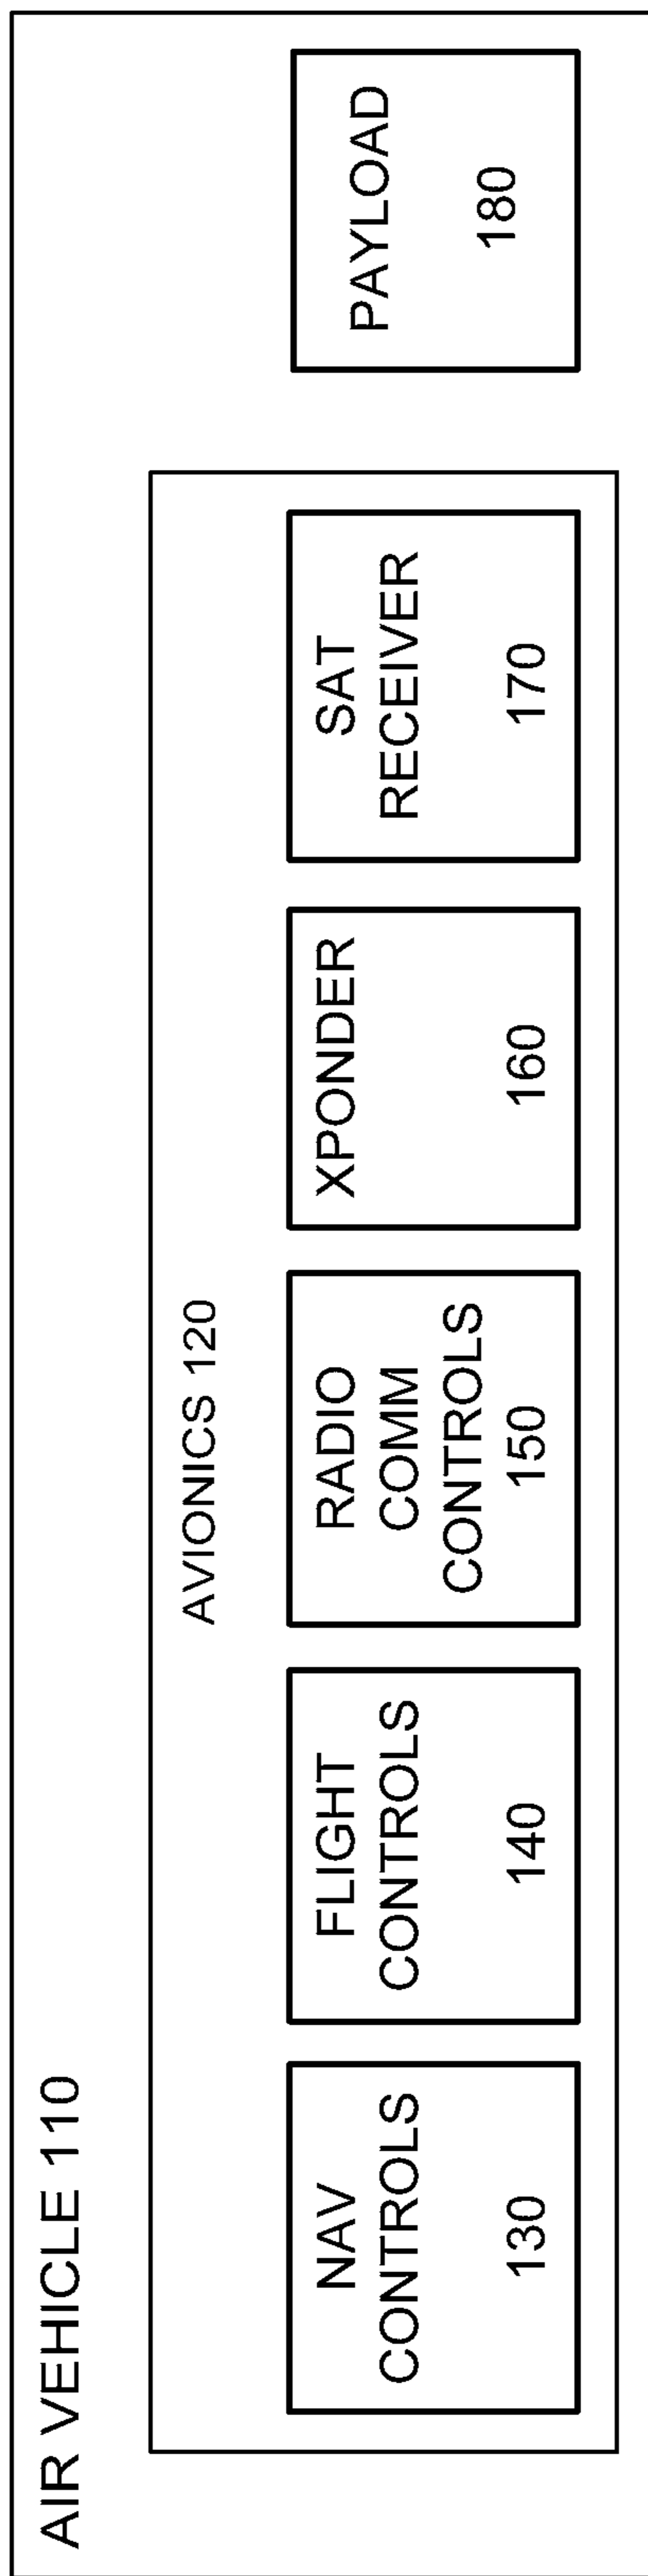 AIR VEHICLE 110
AVIONICS 120
NAV
CONTROLS
130
FLIGHT
CONTROLS
140
RADIO
COMM
CONTROLS
150
XPONDER
160
SAT
RECEIVER
170
PAYLOAD
180